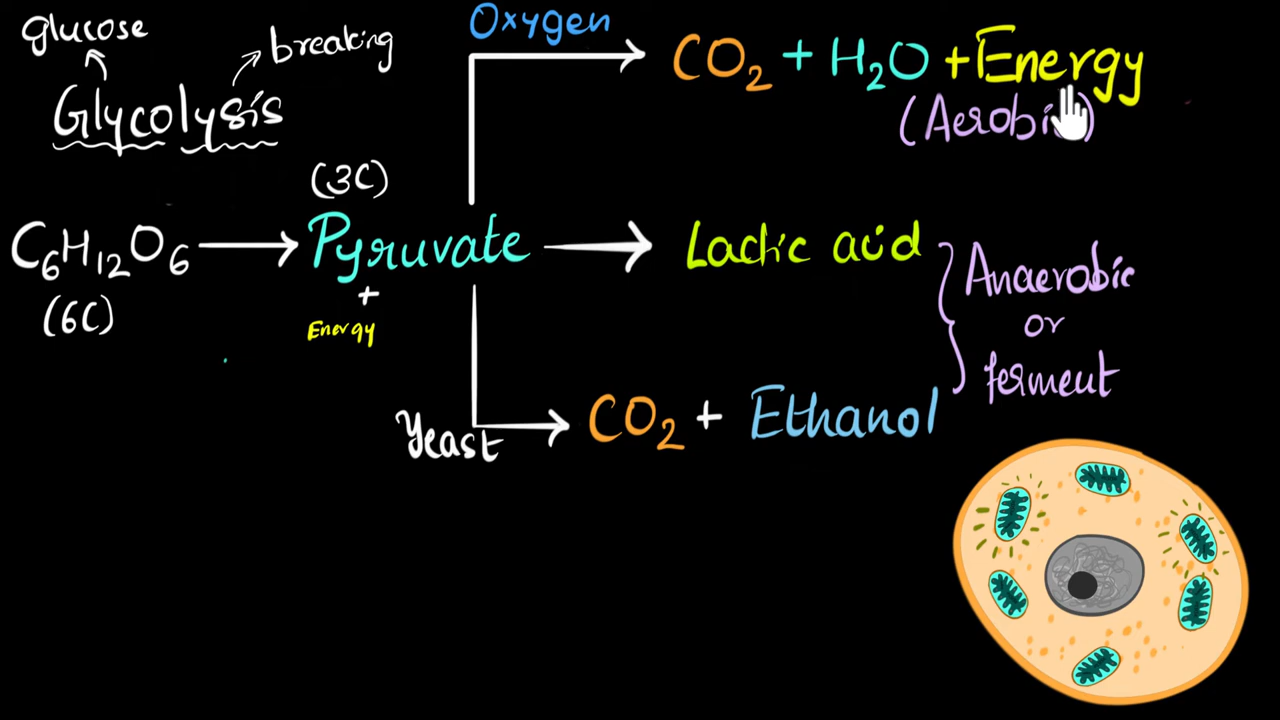 glucose
breaking
Glycolysis
Oxygen
CO2 + H2O + Energy
(Aerobic)
(3C)
C6H12O6
Pyruvate
(6C)
+
Energy
Lactic acid
Anaerobic
or
ferment
Yeast
CO2 + Ethanol